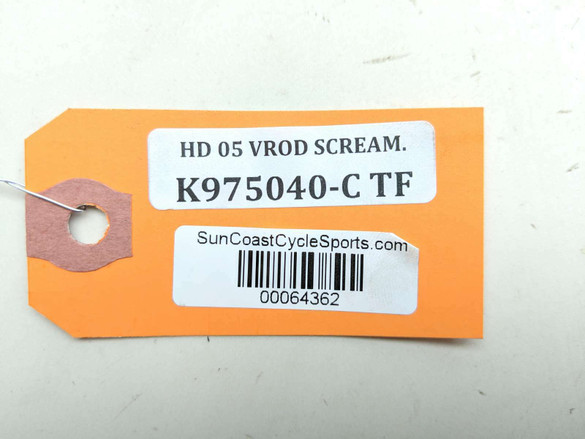 HD 05 VROD SCREAM.
K975040-C TF
SunCoastCycleSports.com
00064362